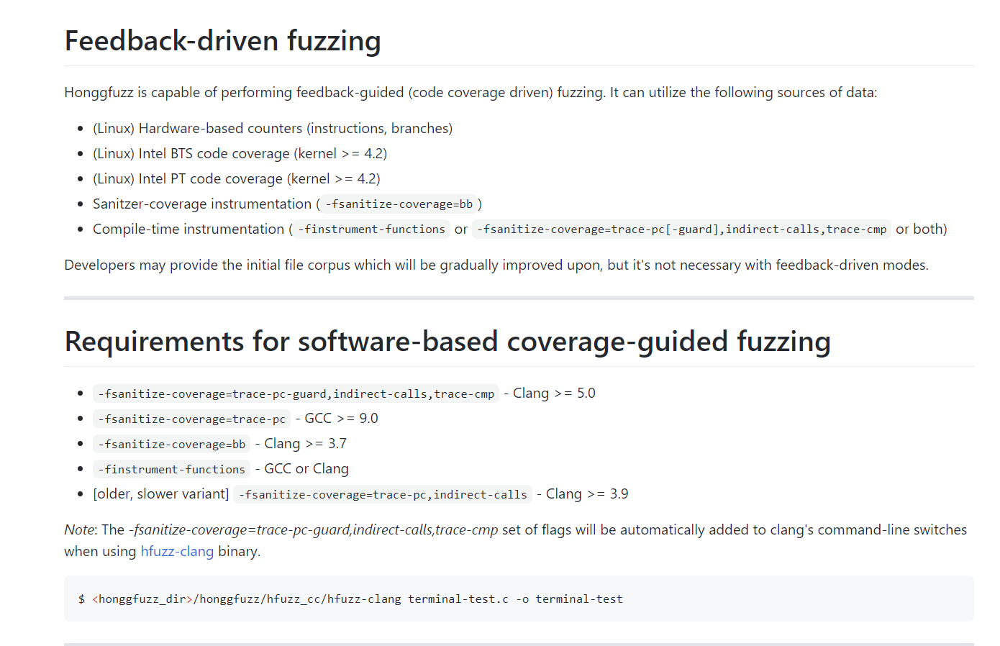 Feedback-driven fuzzing
Honggfuzz is capable of performing feedback-guided (code coverage driven) fuzzing. It can utilize the following sources of data:
• (Linux) Hardware-based counters (instructions, branches)
• (Linux) Intel BTS code coverage (kernel >= 4.2)
• (Linux) Intel PT code coverage (kernel >= 4.2)
• Sanitzer-coverage instrumentation ( -fsanitize-coverage=bb )
• Compile-time instrumentation ( -finstrument-functions or -fsanitize-coverage=trace-pc[-guard],indirect-calls,trace-cmp or both)
Developers may provide the initial file corpus which will be gradually improved upon, but it's not necessary with feedback-driven modes.
Requirements for software-based coverage-guided fuzzing
• -fsanitize-coverage=trace-pc-guard,indirect-calls,trace-cmp - Clang >= 5.0
• -fsanitize-coverage=trace-pc - GCC >= 9.0
• -fsanitize-coverage=bb - Clang >= 3.7
• -finstrument-functions - GCC or Clang
• [older, slower variant] -fsanitize-coverage=trace-pc,indirect-calls - Clang >= 3.9
Note: The -fsanitize-coverage=trace-pc-guard,indirect-calls,trace-cmp set of flags will be automatically added to clang's command-line switches
when using hfuzz-clang binary.
$ <honggfuzz_dir>/honggfuzz/hfuzz_cc/hfuzz-clang terminal-test.c -o terminal-test